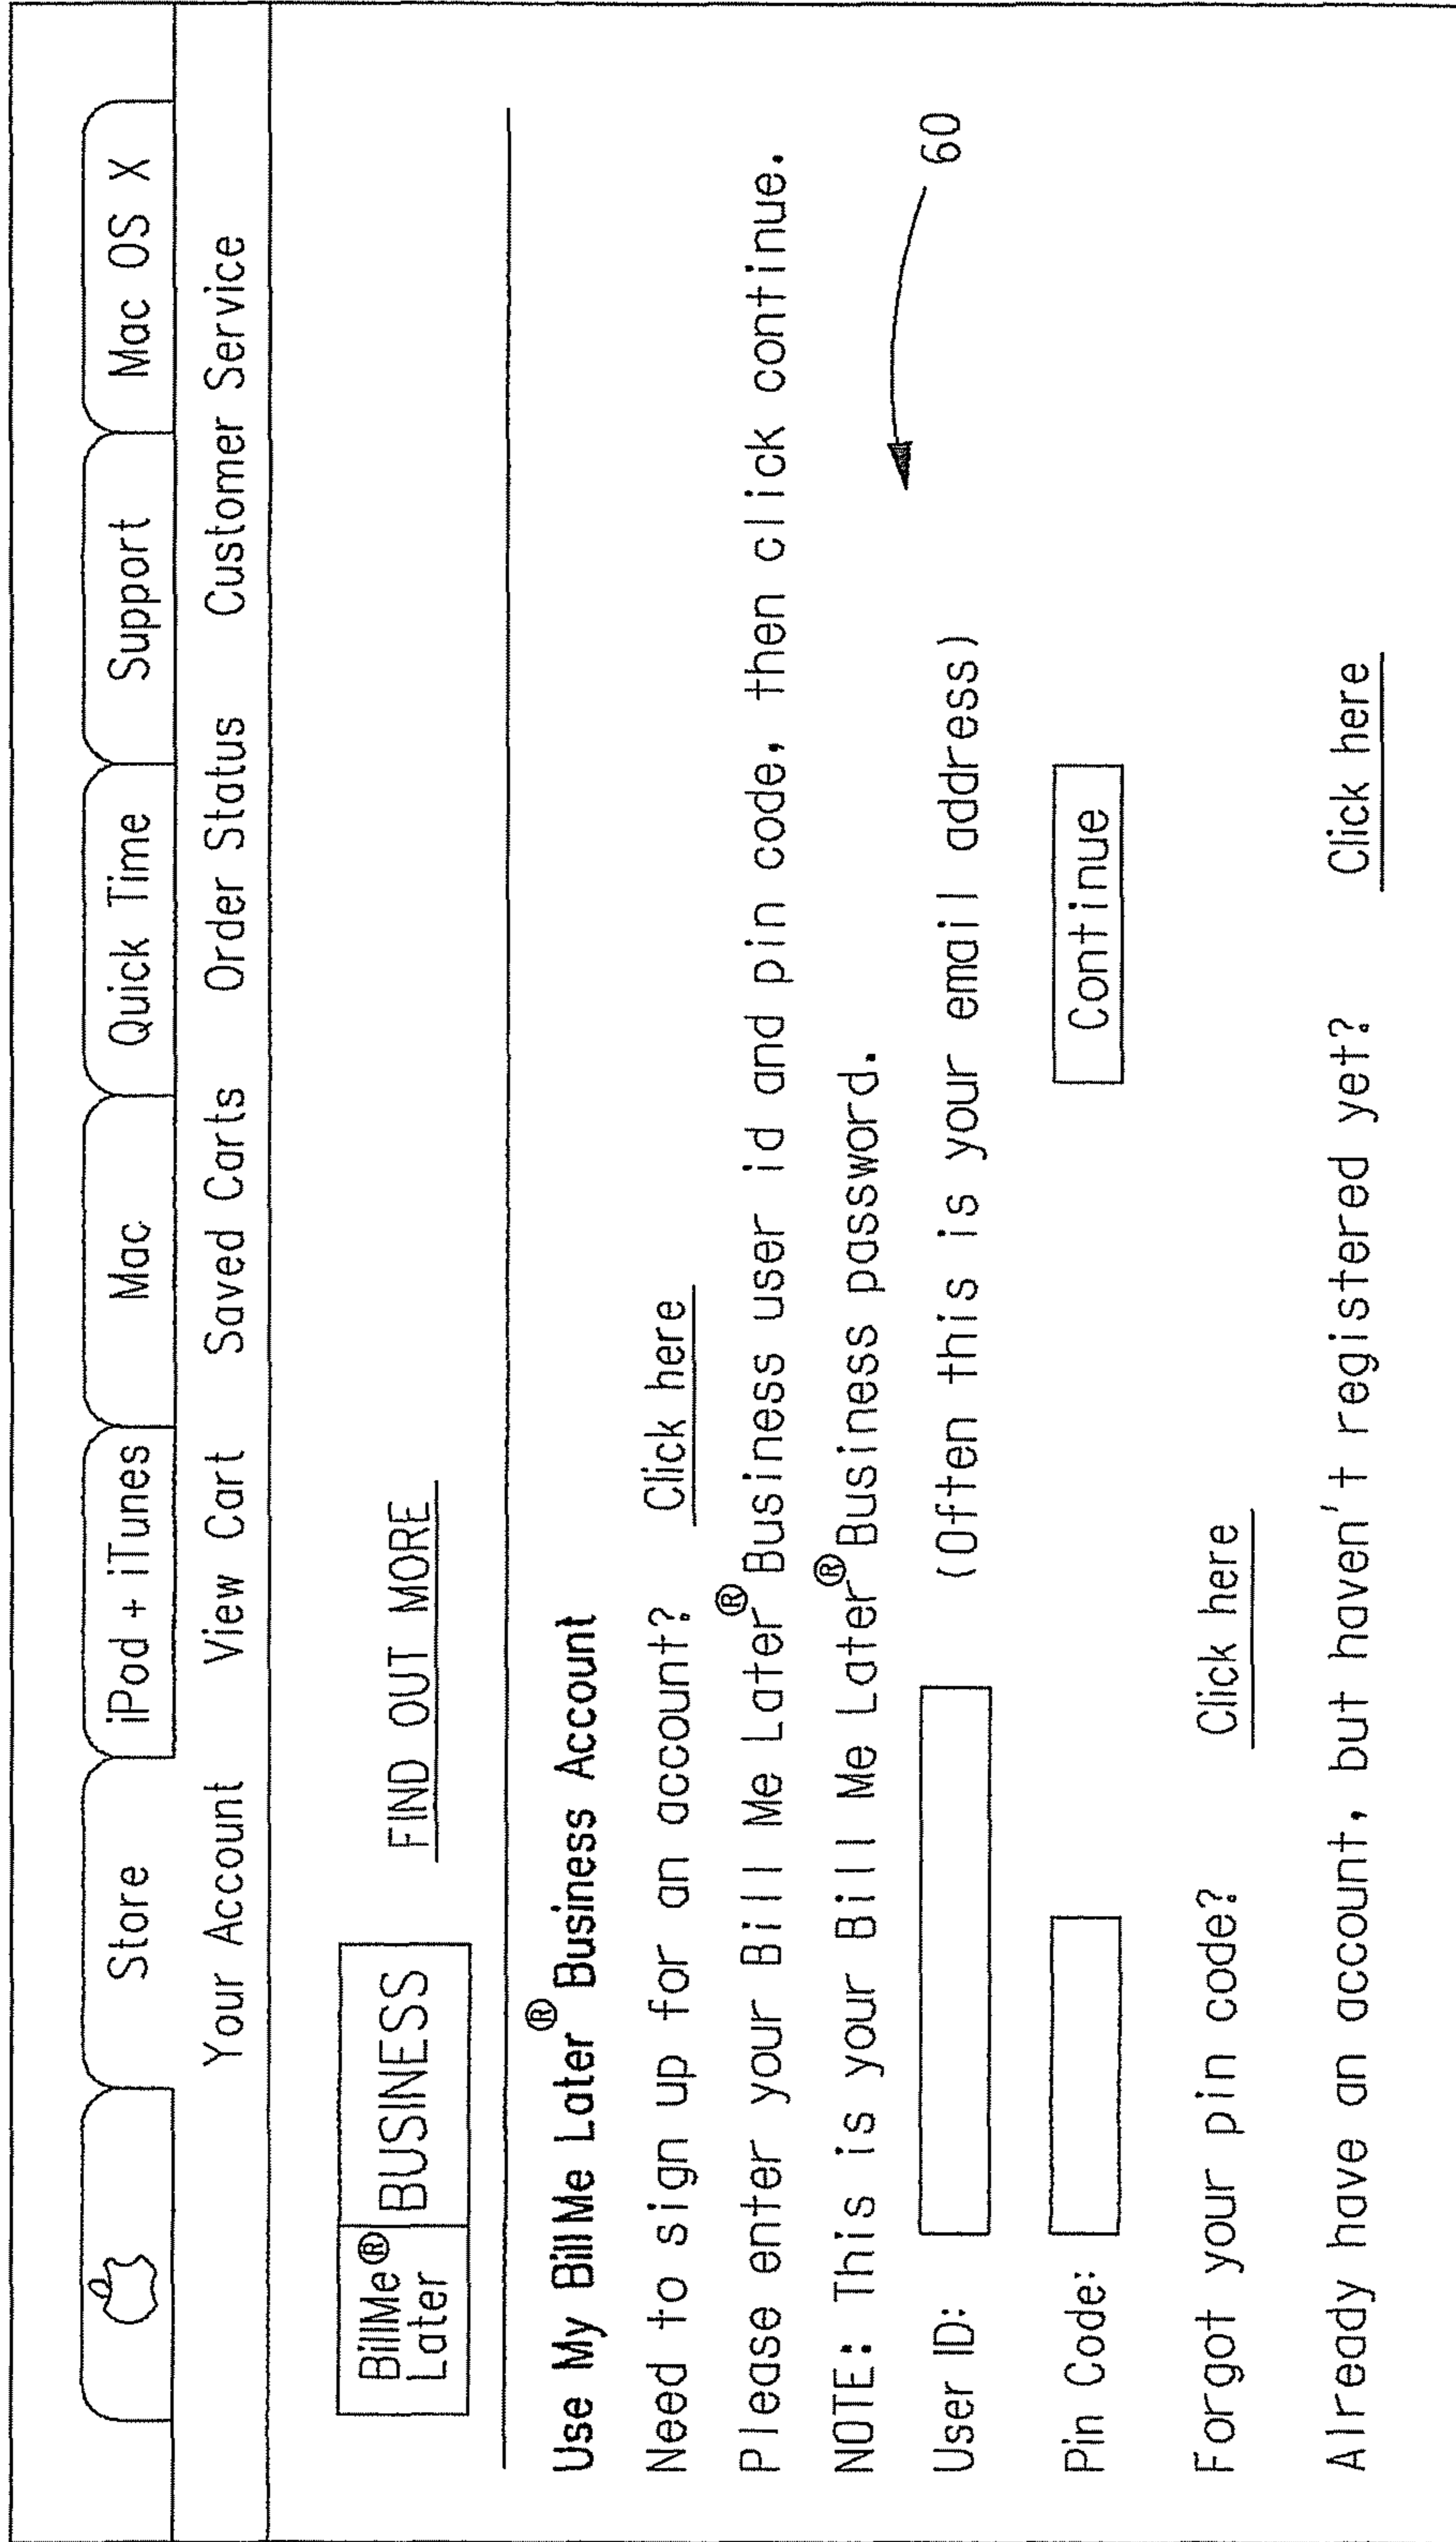 Store iPod + iTunes Mac Quick Time Support Mac OS X
Your Account View Cart Saved Carts Order Status Customer Service
BillMe® BUSINESS FIND OUT MORE
Later
Use My BillMe Later® Business Account
Need to sign up for an account? Click here
Please enter your Bill Me Later® Business user id and pin code, then click continue.
NOTE: This is your Bill Me Later® Business password.
User ID: (Often this is your email address) 60
Pin Code: Continue
Forgot your pin code? Click here
Already have an account, but haven't registered yet? Click here